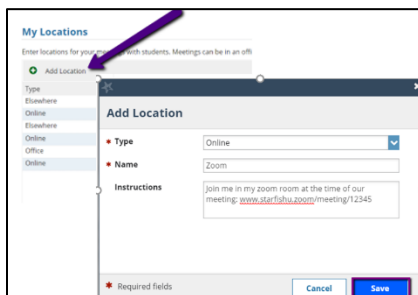 My Locations
Enter locations for your me with students. Meetings can be in an offi
Add Location
Type
Elsewhere
Online
Elsewhere
Online
Office
Online
Add Location
* Type
Online
* Name
Zoom
Instructions
Join me in my zoom room at the time of our
meeting: www.starfishu.zoom/meeting/12345
* Required fields
Cancel
Save